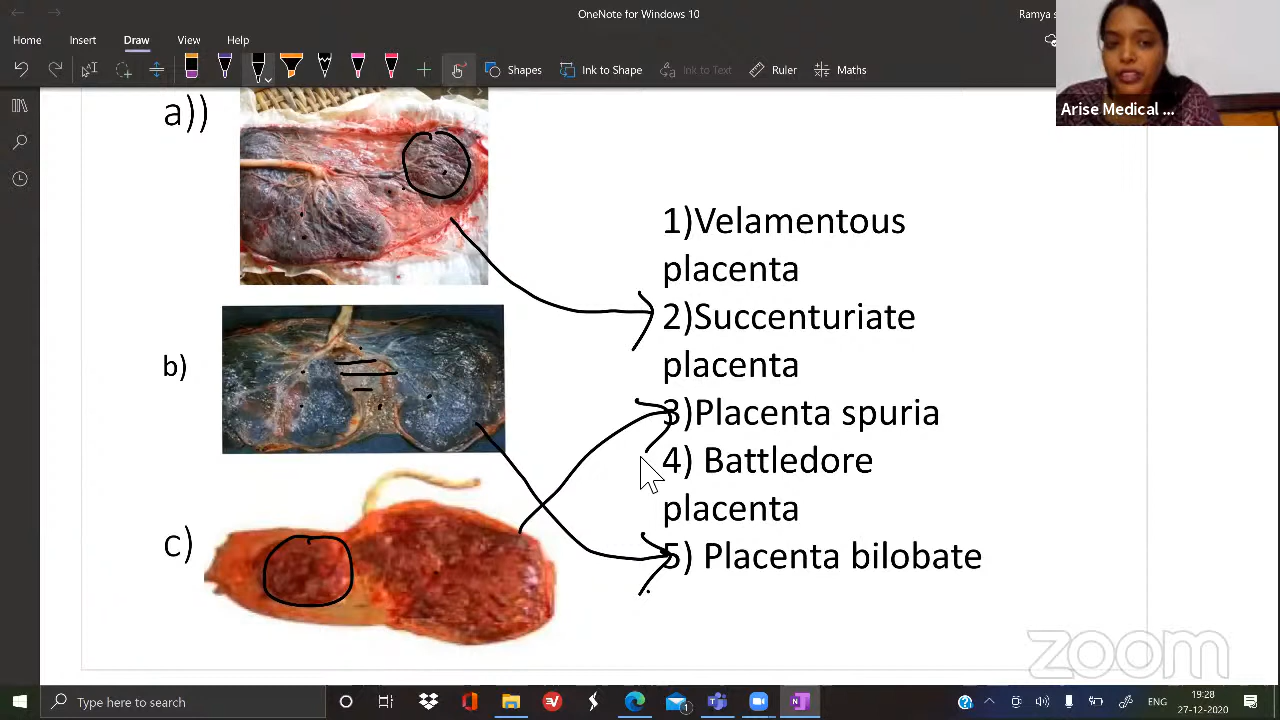 OneNote for Windows 10
Ramya s
Home Insert Draw View Help
Shapes Ink to Shape Ink to Text Ruler Maths
Arise Medical ...
a))
1)Velamentous
placenta
2)Succenturiate
placenta
b)
3)Placenta spuria
4) Battledore
placenta
c)
5) Placenta bilobate
zoom
Type here to search
1
ENG
19:28
27-12-2020